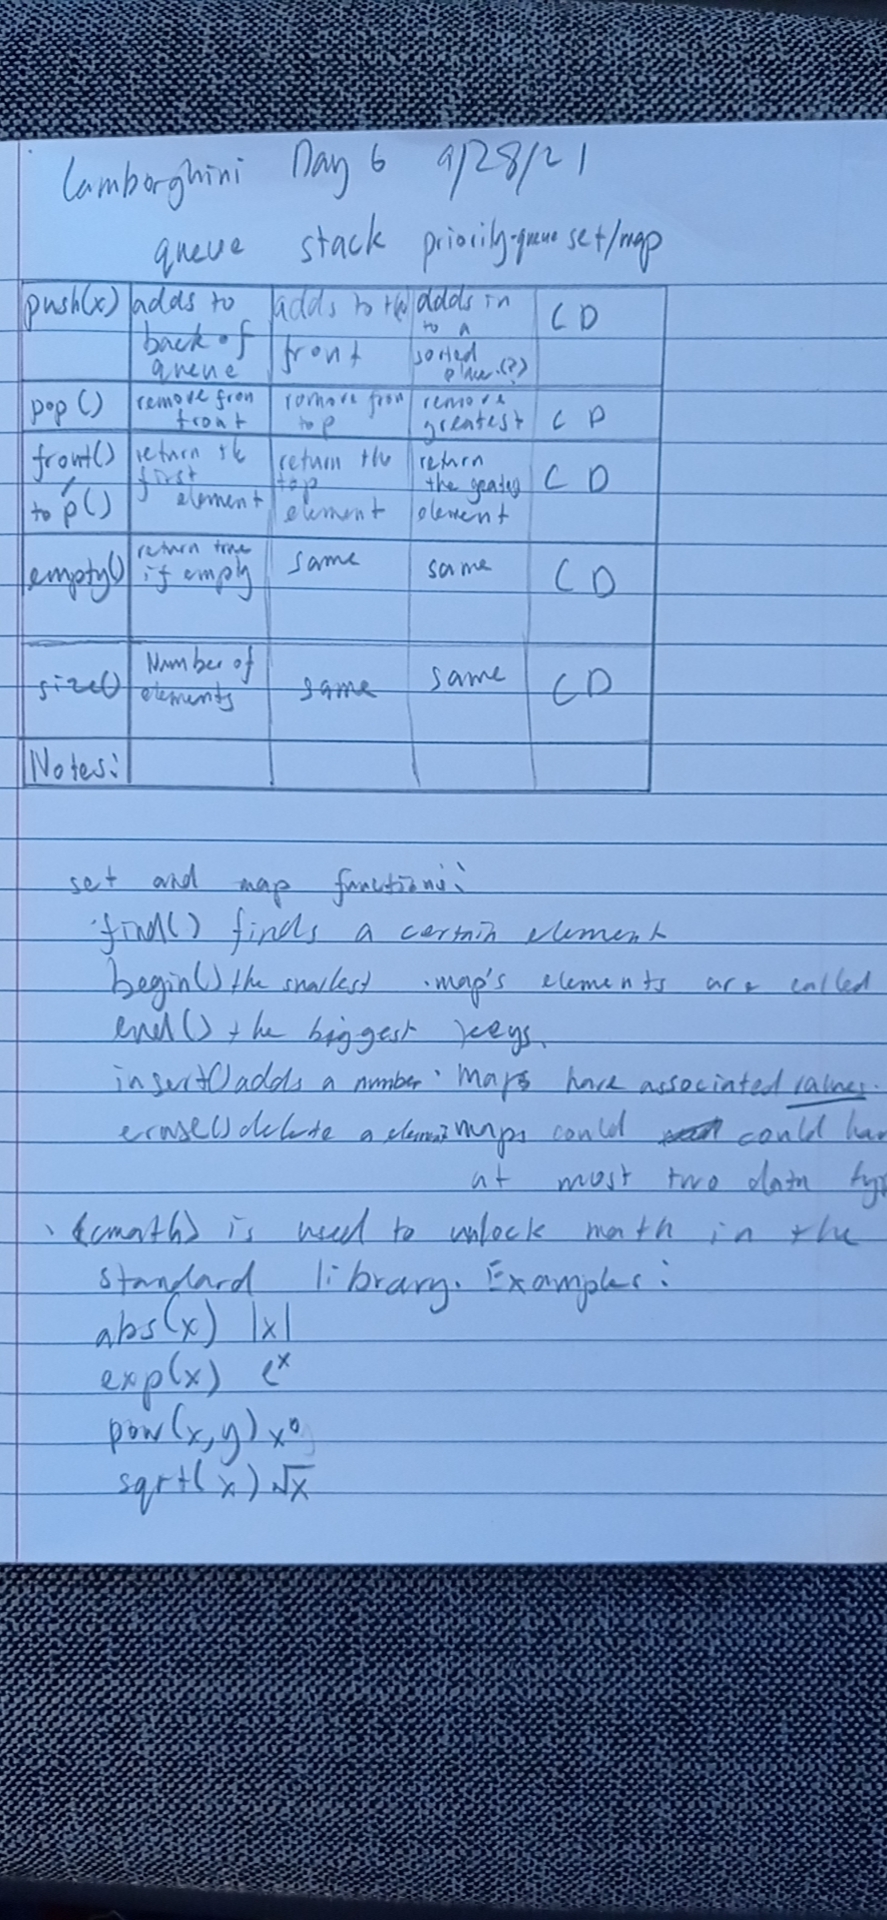 Lamborghini Day 6 9/28/21
queue stack priority-queue set/map
push(x) adds to back of queue adds to the front adds in to a sorted place.(?) CD
pop() remove from front remove from top remove greatest CD
front()/top() return the first element return the top element return the greatest element CD
empty() return true if empty same same CD
size() Number of elements same same CD
Notes:
set and map functions:
·find() finds a certain element
begin() the smallest ·map's elements are called
end() the biggest keys.
insert() adds a number · Maps have associated values.
erase() delete a element maps could could
at most two data
· <cmath> is used to unlock math in the
standard library. Examples:
abs(x) |x|
exp(x) e^x
pow(x,y) x^y
sqrt(x) √x